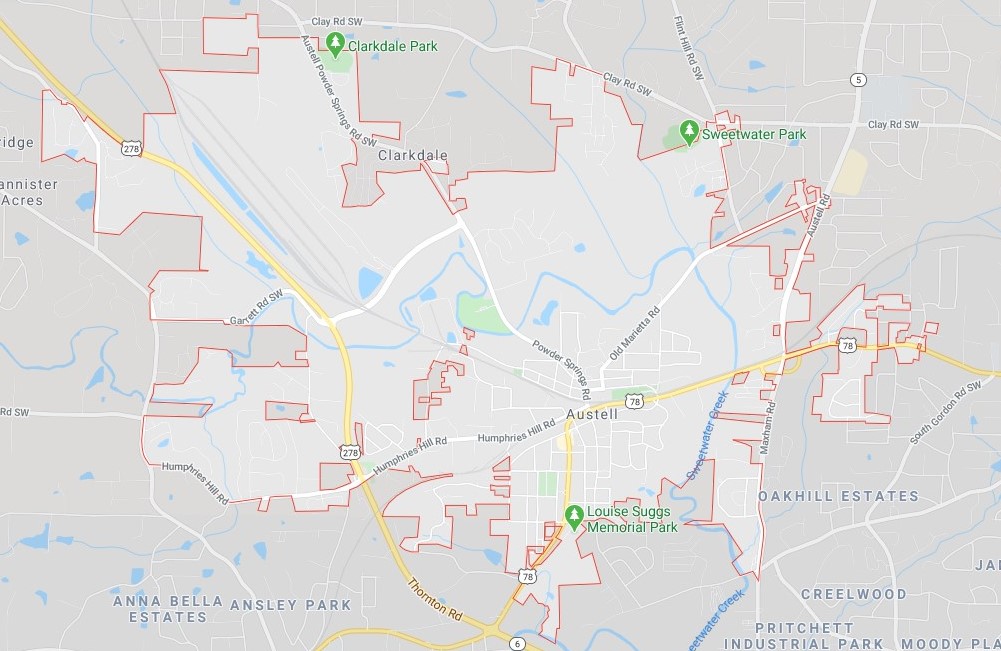 Clay Rd SW
Flint Hill Rd SW
Clarkdale Park
Austell Powder Springs Rd SW
Clay Rd SW
5
Clay Rd SW
Sweetwater Park
278
ridge
Clarkdale
annister
Acres
Austell Rd
Garrett Rd SW
Old Marietta Rd
Powder Springs Rd
78
78
South Gordon Rd SW
Rd SW
Austell
Sweetwater Creek
Maxham Rd
Humphries Hill Rd
Humphries Hill Rd
278
Humphries Hill Rd
OAKHILL ESTATES
Louise Suggs
Memorial Park
78
JAD
Thornton Rd
CREELWOOD
ANNA BELLA
ESTATES
ANSLEY PARK
eetwater Creek
6
PRITCHETT
INDUSTRIAL PARK
MOODY PLA